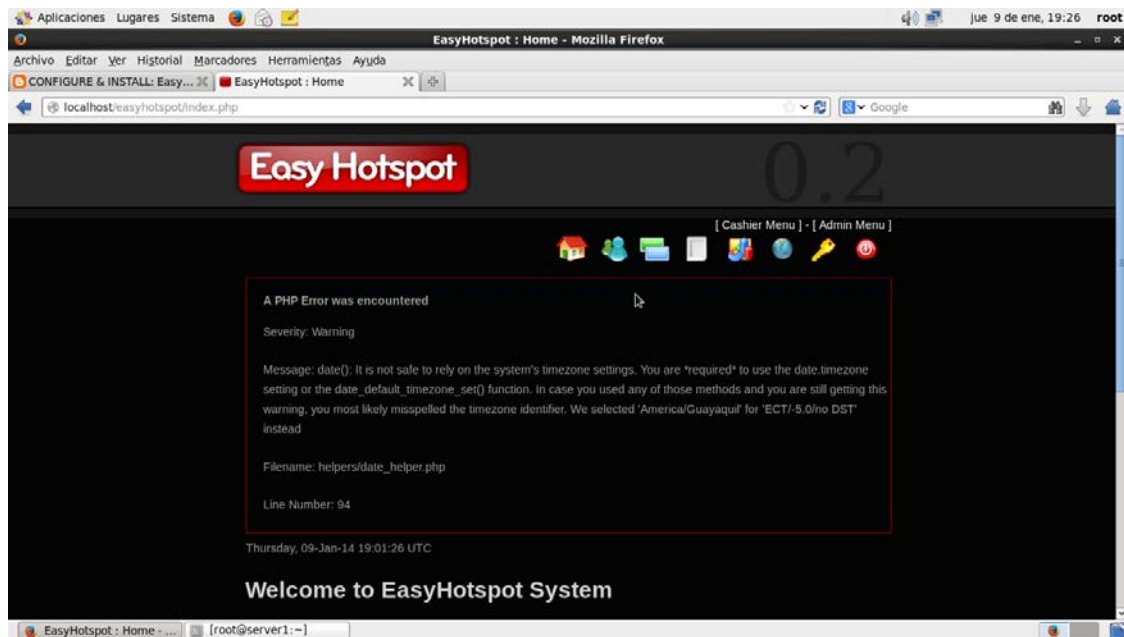 Aplicaciones Lugares Sistema jue 9 de ene, 19:26 root
EasyHotspot : Home - Mozilla Firefox
Archivo Editar Ver Historial Marcadores Herramientas Ayuda
CONFIGURE & INSTALL: Easy... EasyHotspot : Home
localhost/easyhotspot/index.php Google
Easy Hotspot 0.2
[ Cashier Menu ] - [ Admin Menu ]
A PHP Error was encountered
Severity: Warning
Message: date(): It is not safe to rely on the system's timezone settings. You are *required* to use the date.timezone
setting or the date_default_timezone_set() function. In case you used any of those methods and you are still getting this
warning, you most likely misspelled the timezone identifier. We selected 'America/Guayaquil' for 'ECT/-5.0/no DST'
instead
Filename: helpers/date_helper.php
Line Number: 94
Thursday, 09-Jan-14 19:01:26 UTC
Welcome to EasyHotspot System
EasyHotspot : Home - ... [root@server1:~]